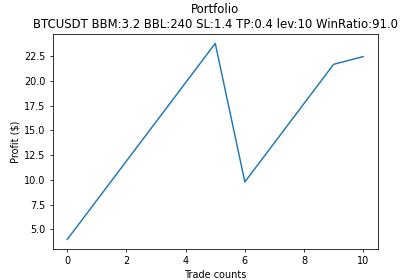 Portfolio
BTCUSDT BBM:3.2 BBL:240 SL:1.4 TP:0.4 lev:10 WinRatio:91.0
22.5
20.0
17.5
15.0
12.5
10.0
7.5
5.0
Profit ($)
0 2 4 6 8 10
Trade counts